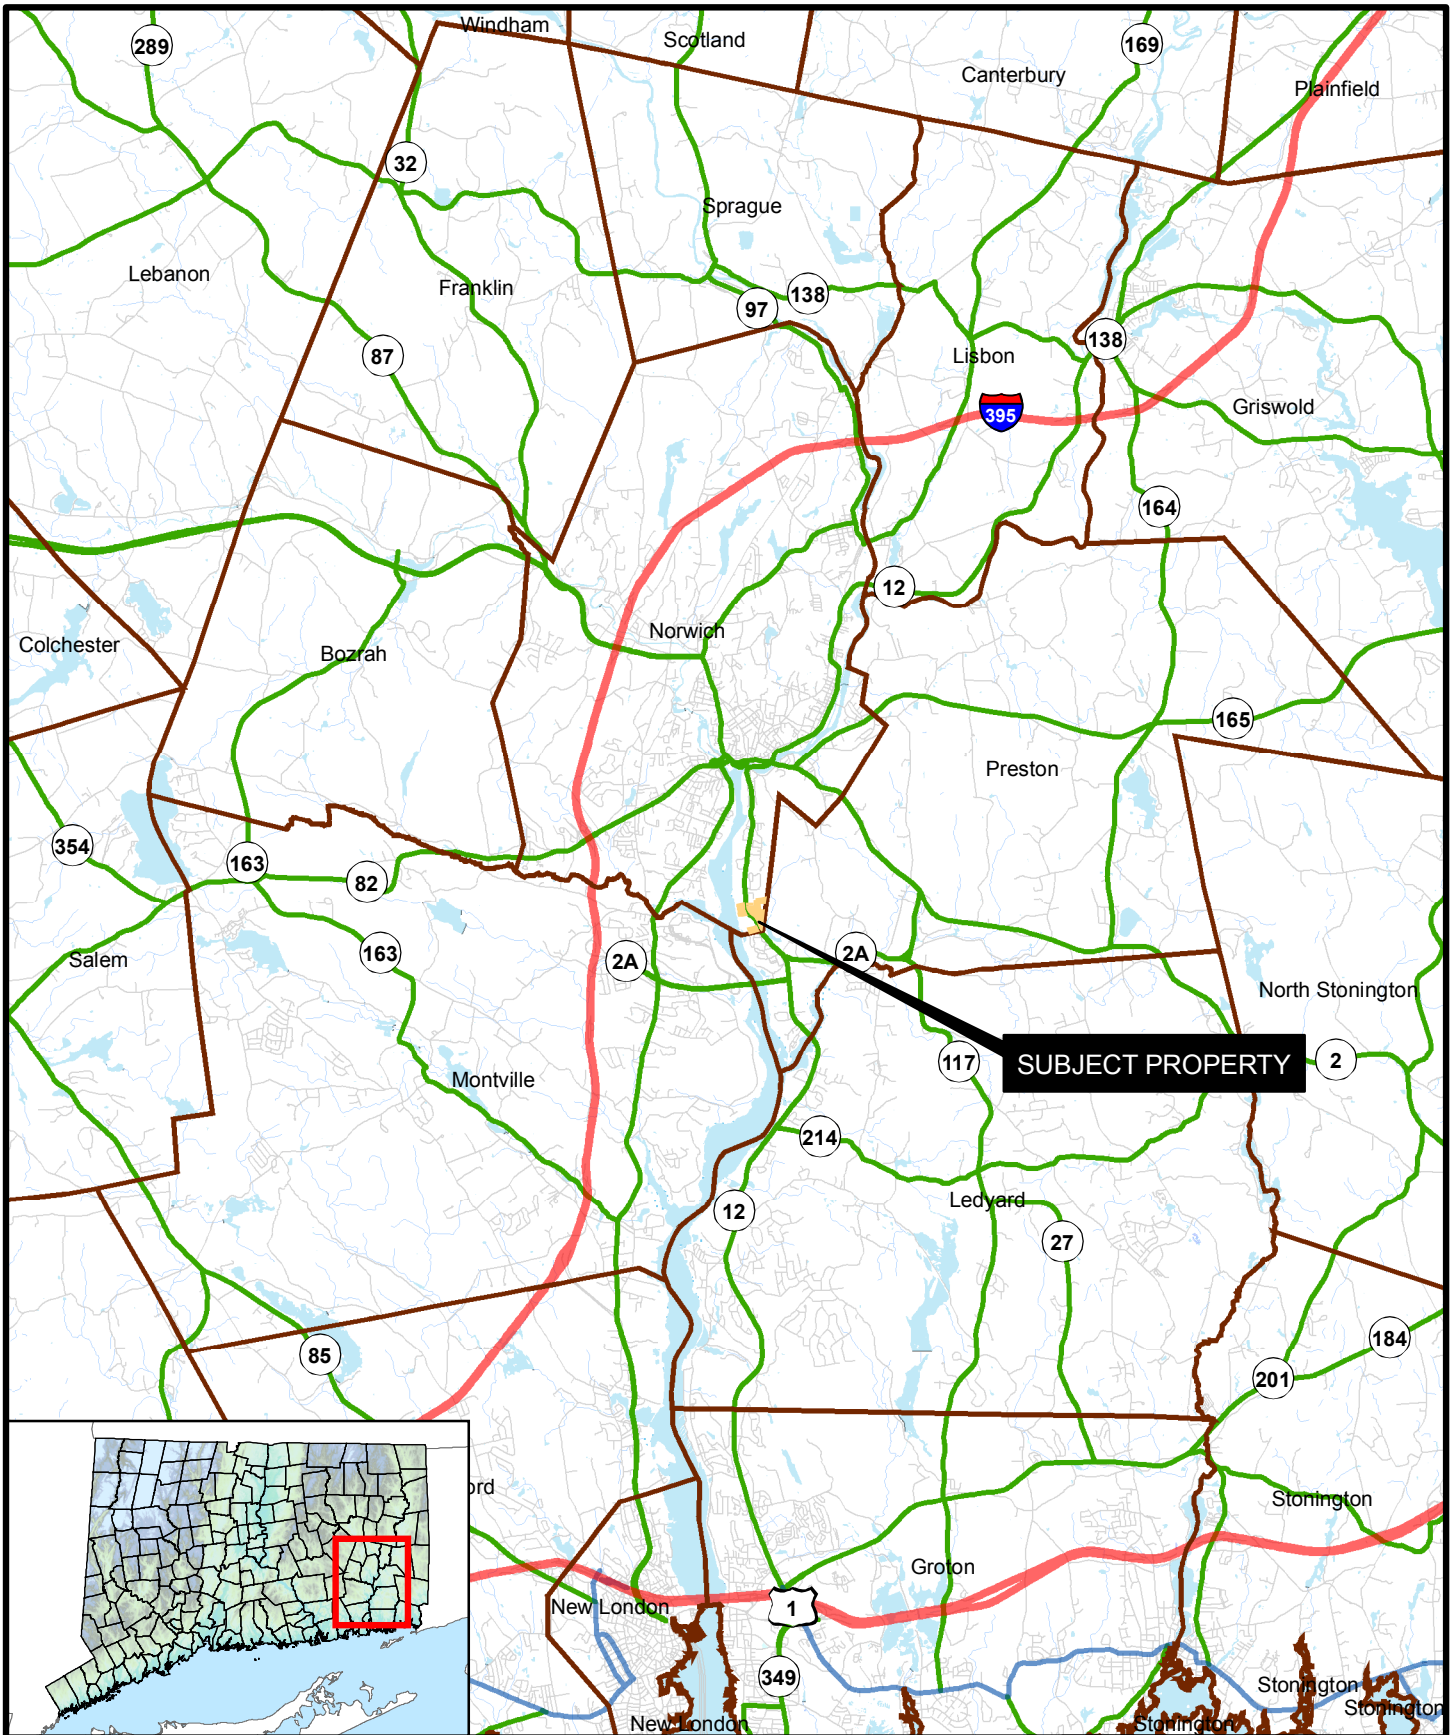 Windham
Scotland
289
169
Canterbury
Plainfield
32
Sprague
Lebanon
Franklin
138
97
138
87
Lisbon
395
Griswold
164
12
Norwich
Colchester
Bozrah
165
Preston
354
163
82
163
2A
2A
Salem
North Stonington
SUBJECT PROPERTY
2
117
Montville
214
Ledyard
12
27
184
85
201
ord
Stonington
Groton
New London
1
349
Stonington
Stonington
New London
Stonington